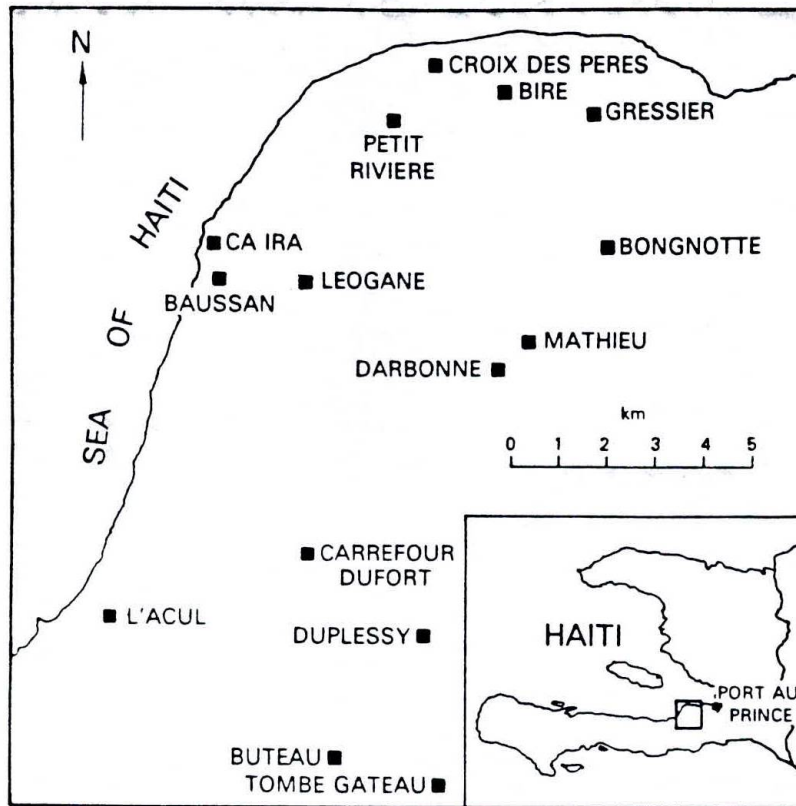 N
CROIX DES PERES
BIRE
GRESSIER
PETIT
RIVIERE
SEA OF HAITI
CA IRA
BAUSSAN
LEOGANE
BONGNOTTE
MATHIEU
DARBONNE
km
0 1 2 3 4 5
CARREFOUR
DUFORT
L'ACUL
DUPLESSY
BUTEAU
TOMBE GATEAU
HAITI
PORT AU
PRINCE